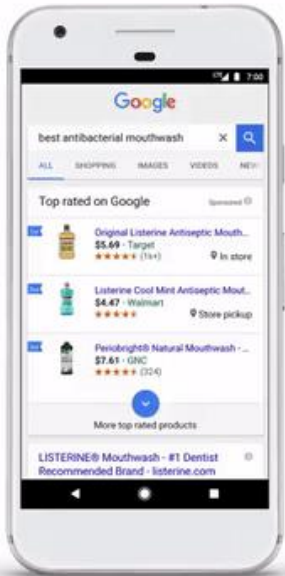 7:00
Google
best antibacterial mouthwash ×
ALL SHOPPING IMAGES VIDEOS NEW
Top rated on Google Sponsored
Original Listerine Antiseptic Mouth...
$5.69 · Target
(1k+) In store
Listerine Cool Mint Antiseptic Mout...
$4.47 · Walmart
Store pickup
Periobright® Natural Mouthwash - ...
$7.61 · GNC
(324)
More top rated products
LISTERINE® Mouthwash - #1 Dentist
Recommended Brand - listerine.com